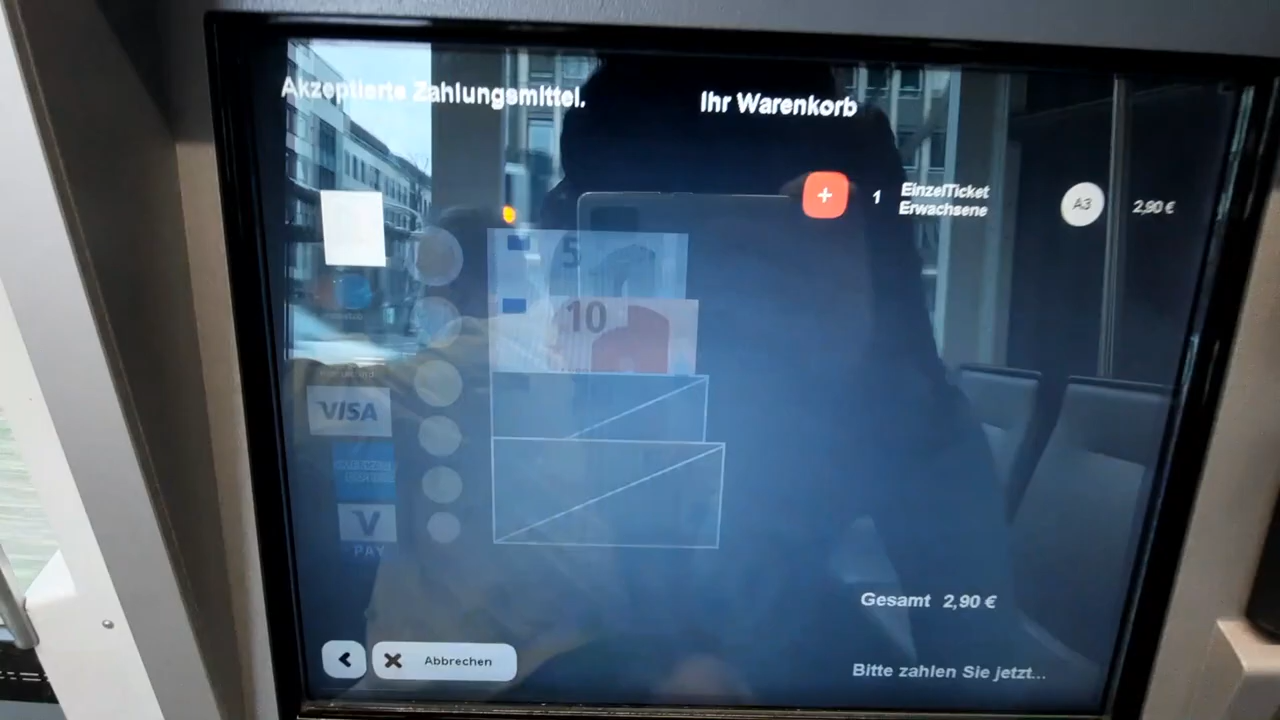 Akzeptierte Zahlungsmittel.
Ihr Warenkorb
+ 1 EinzelTicket
Erwachsene
A3 2,90 €
5
10
VISA
V
PAY
Gesamt 2,90 €
Abbrechen
Bitte zahlen Sie jetzt...